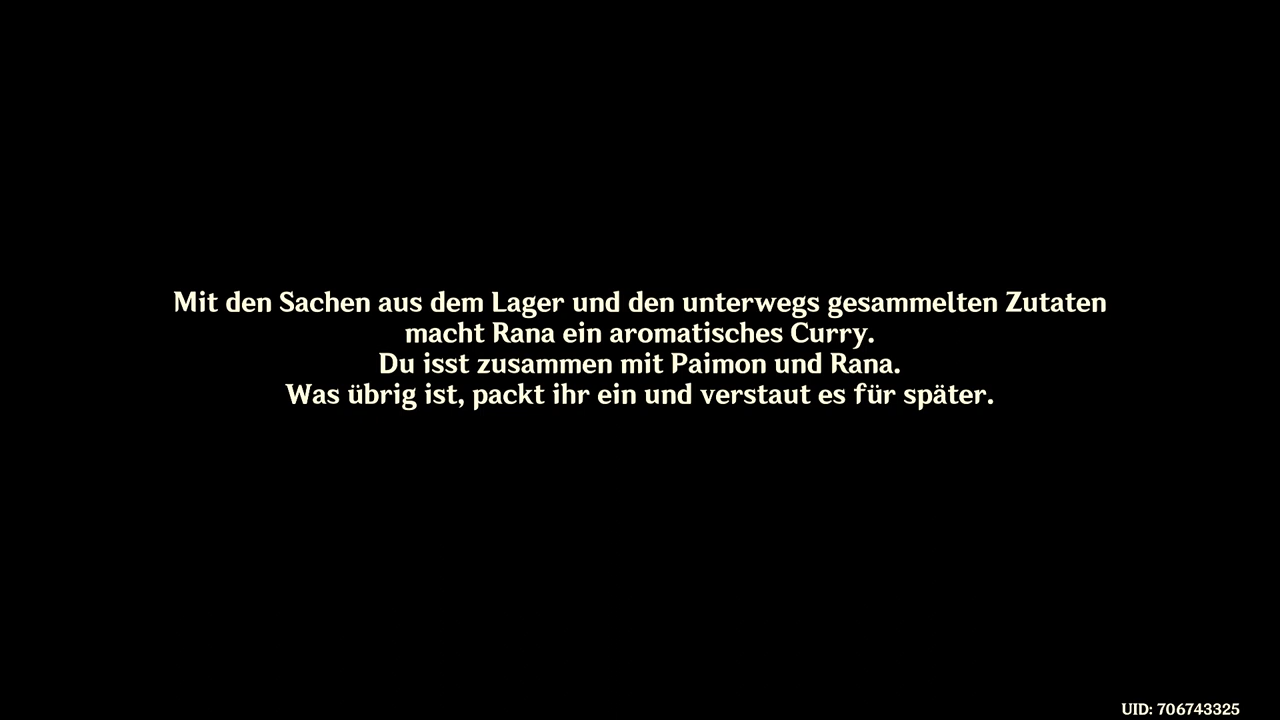 Mit den Sachen aus dem Lager und den unterwegs gesammelten Zutaten
macht Rana ein aromatisches Curry.
Du isst zusammen mit Paimon und Rana.
Was übrig ist, packt ihr ein und verstaut es für später.
UID: 706743325